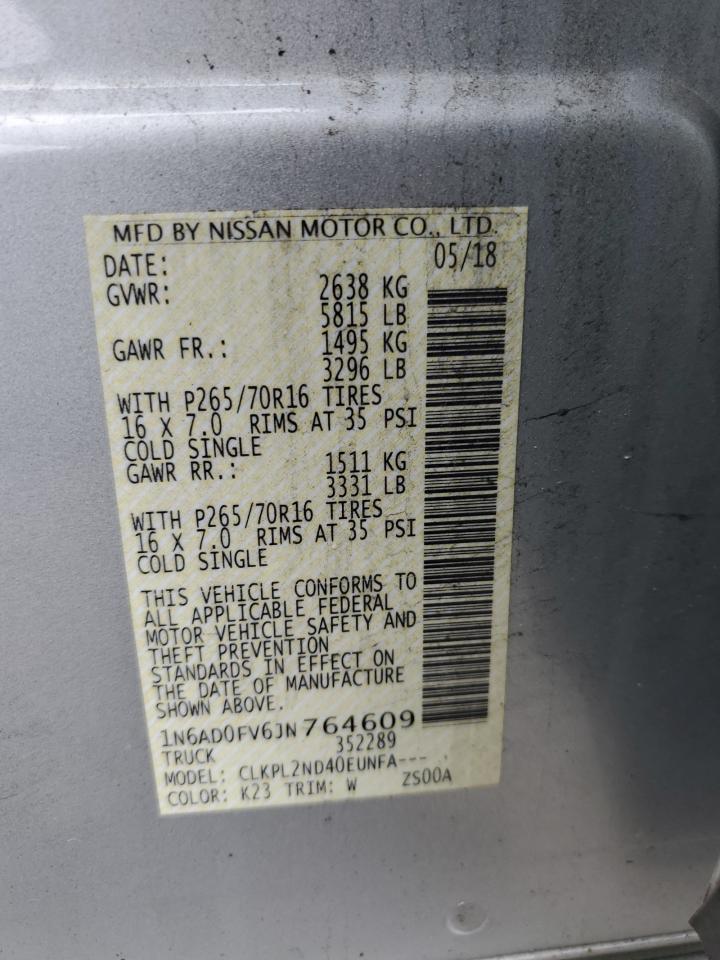 MFD BY NISSAN MOTOR CO., LTD.
DATE: 05/18
GVWR: 2638 KG
5815 LB
GAWR FR.: 1495 KG
3296 LB
WITH P265/70R16 TIRES
16 X 7.0 RIMS AT 35 PSI
COLD SINGLE
GAWR RR.: 1511 KG
3331 LB
WITH P265/70R16 TIRES
16 X 7.0 RIMS AT 35 PSI
COLD SINGLE
THIS VEHICLE CONFORMS TO
ALL APPLICABLE FEDERAL
MOTOR VEHICLE SAFETY AND
THEFT PREVENTION
STANDARDS IN EFFECT ON
THE DATE OF MANUFACTURE
SHOWN ABOVE.
1N6AD0FV6JN764609
TRUCK 352289
MODEL: CLKPL2ND40EUNFA---
COLOR: K23 TRIM: W ZS00A